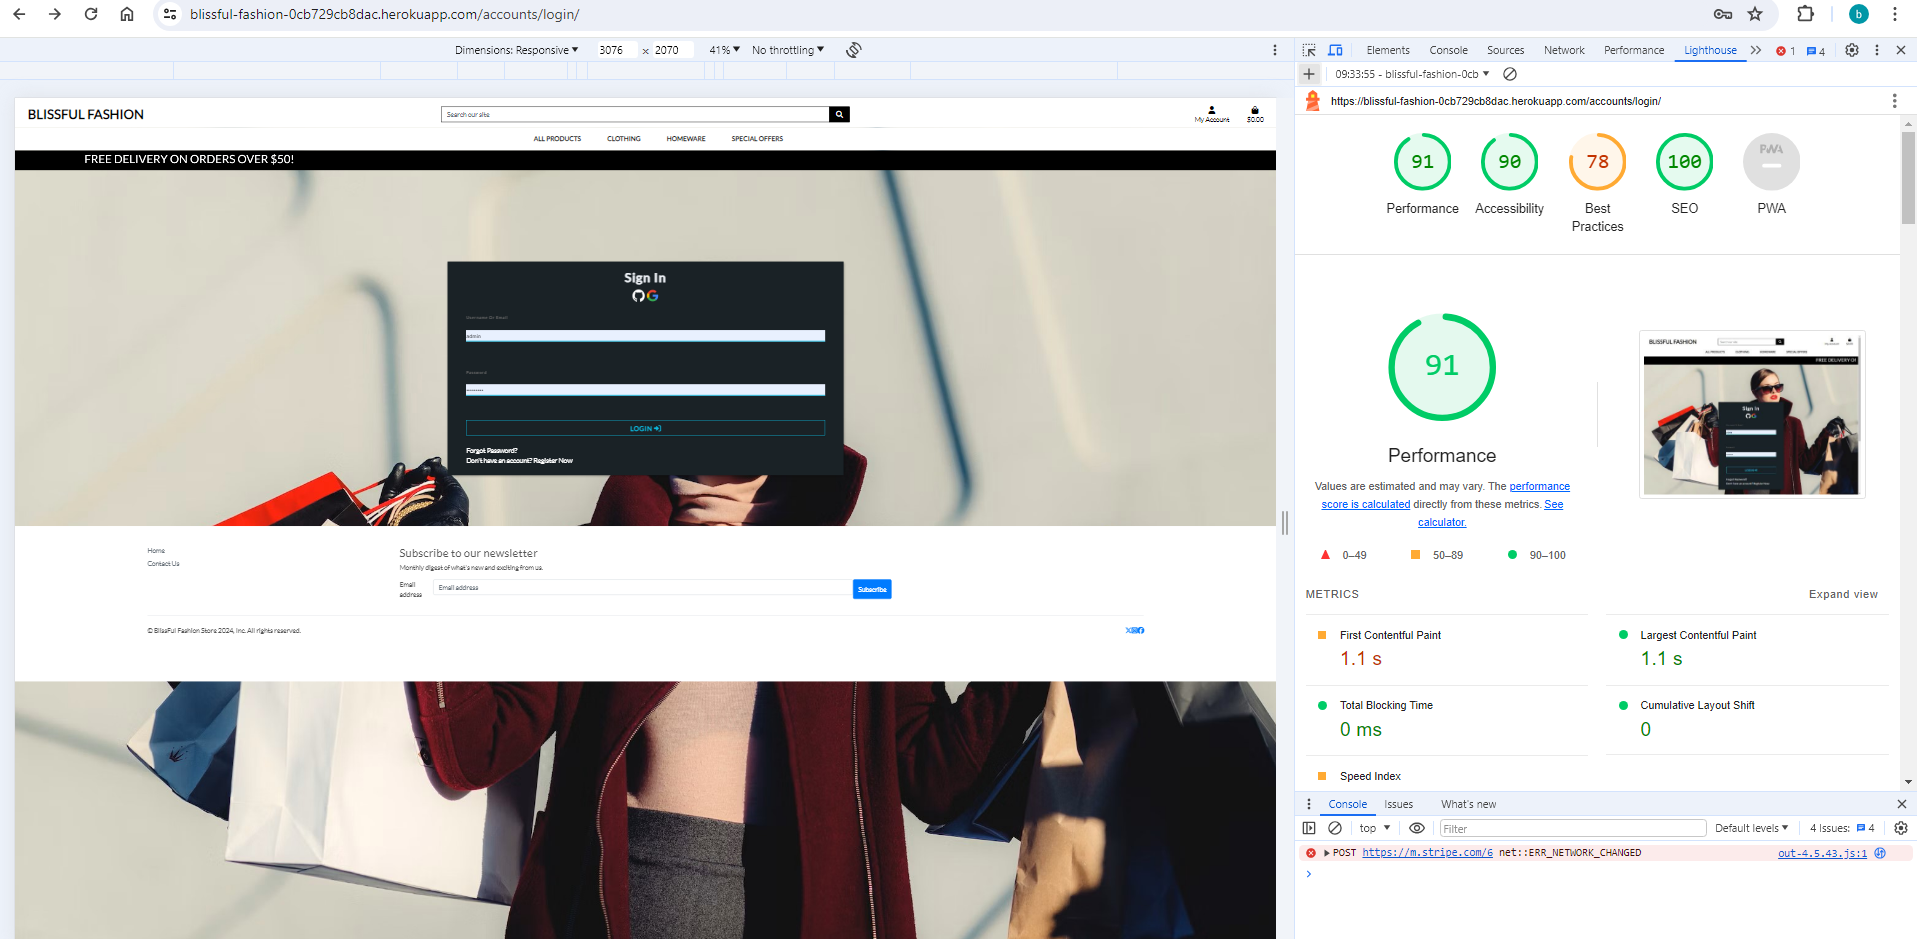 blissful-fashion-0cb729cb8dac.herokuapp.com/accounts/login/
b
Dimensions: Responsive 3076 x 2070 41% No throttling
Elements Console Sources Network Performance Lighthouse 1 4
09:33:55 - blissful-fashion-0cb
https://blissful-fashion-0cb729cb8dac.herokuapp.com/accounts/login/
BLISSFUL FASHION
Search our site
My Account $0.00
ALL PRODUCTS CLOTHING HOMEWARE SPECIAL OFFERS
FREE DELIVERY ON ORDERS OVER $50!
Sign In
Username Or Email
admin
Password
LOGIN
Forgot Password?
Don't have an account? Register Now
Home
Contact Us
Subscribe to our newsletter
Monthly digest of what's new and exciting from us.
Email address
Email address
Subscribe
© BlissFul Fashion Store 2024, Inc. All rights reserved.
91 90 78 100 PWA
Performance Accessibility Best Practices SEO PWA
91
Performance
Values are estimated and may vary. The performance
score is calculated directly from these metrics. See
calculator.
0–49 50–89 90–100
BLISSFUL FASHION
FREE DELIVERY O
Sign In
METRICS Expand view
First Contentful Paint
1.1 s
Largest Contentful Paint
1.1 s
Total Blocking Time
0 ms
Cumulative Layout Shift
0
Speed Index
Console Issues What's new
top Filter Default levels 4 Issues: 4
POST https://m.stripe.com/6 net::ERR_NETWORK_CHANGED out-4.5.43.js:1